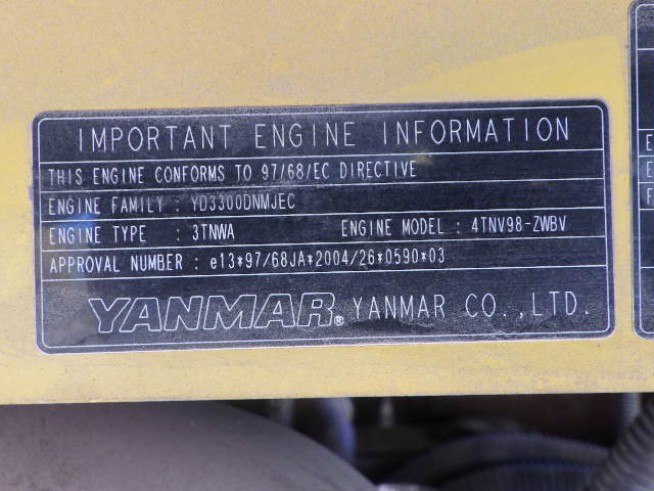 IMPORTANT ENGINE INFORMATION
THIS ENGINE CONFORMS TO 97/68/EC DIRECTIVE
ENGINE FAMILY : YD3300DNMJEC
ENGINE TYPE : 3TNWA ENGINE MODEL : 4TNV98-ZWBV
APPROVAL NUMBER : e13*97/68JA*2004/26*0590*03
YANMAR® YANMAR CO.,LTD.
E
E
F